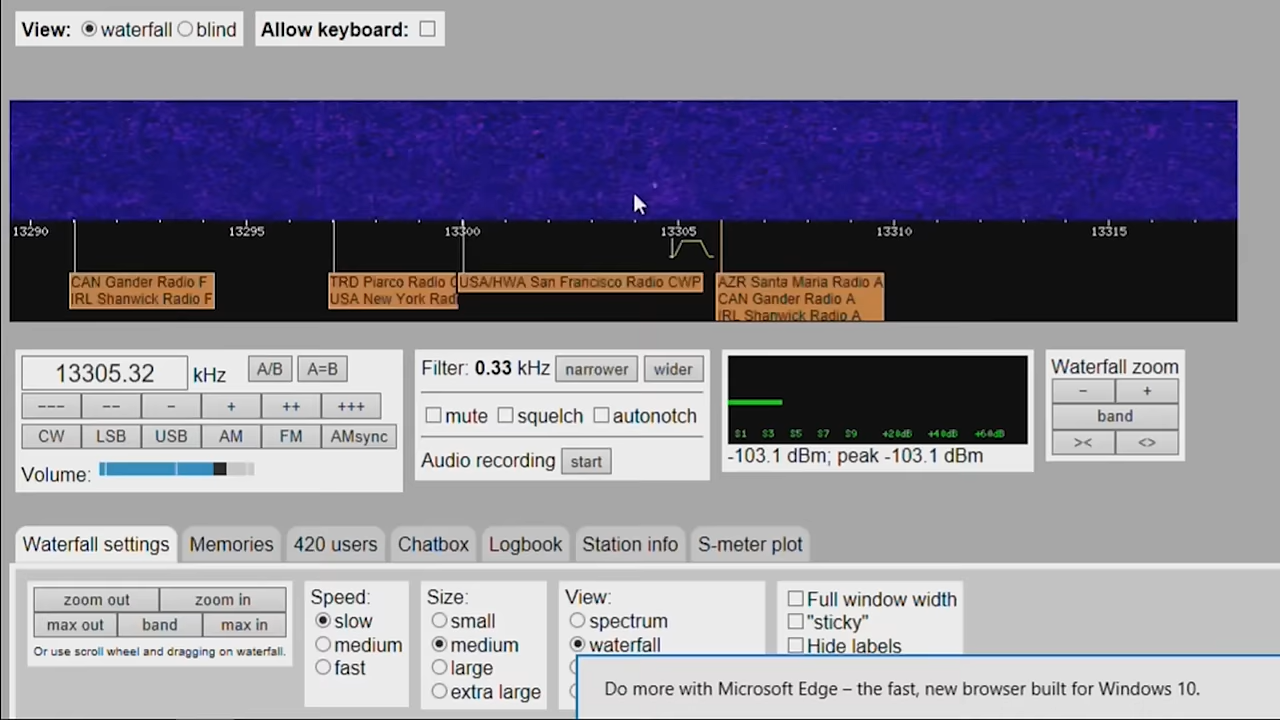 View: waterfall blind Allow keyboard:
13290 13295 13300 13305 13310 13315
CAN Gander Radio F TRD Piarco Radio C USA/HWA San Francisco Radio CWP AZR Santa Maria Radio A
IRL Shanwick Radio F USA New York Radi CAN Gander Radio A
IRL Shanwick Radio A
13305.32 kHz A/B A=B
--- -- - + ++ +++
CW LSB USB AM FM AMsync
Volume:
Filter: 0.33 kHz narrower wider
mute squelch autonotch
Audio recording start
S1 S3 S5 S7 S9 +20dB +40dB +60dB
-103.1 dBm; peak -103.1 dBm
Waterfall zoom
- +
band
>< <>
Waterfall settings Memories 420 users Chatbox Logbook Station info S-meter plot
zoom out zoom in
max out band max in
Or use scroll wheel and dragging on waterfall.
Speed:
slow
medium
fast
Size:
small
medium
large
extra large
View:
spectrum
waterfall
Full window width
"sticky"
Hide labels
Do more with Microsoft Edge – the fast, new browser built for Windows 10.